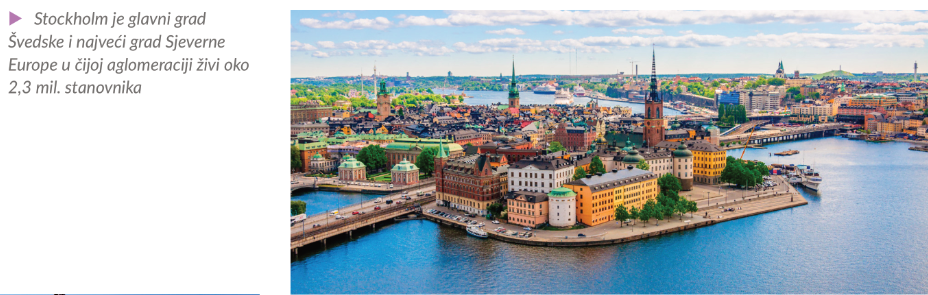 ▶ Stockholm je glavni grad
Švedske i najveći grad Sjeverne
Europe u čijoj aglomeraciji živi oko
2,3 mil. stanovnika